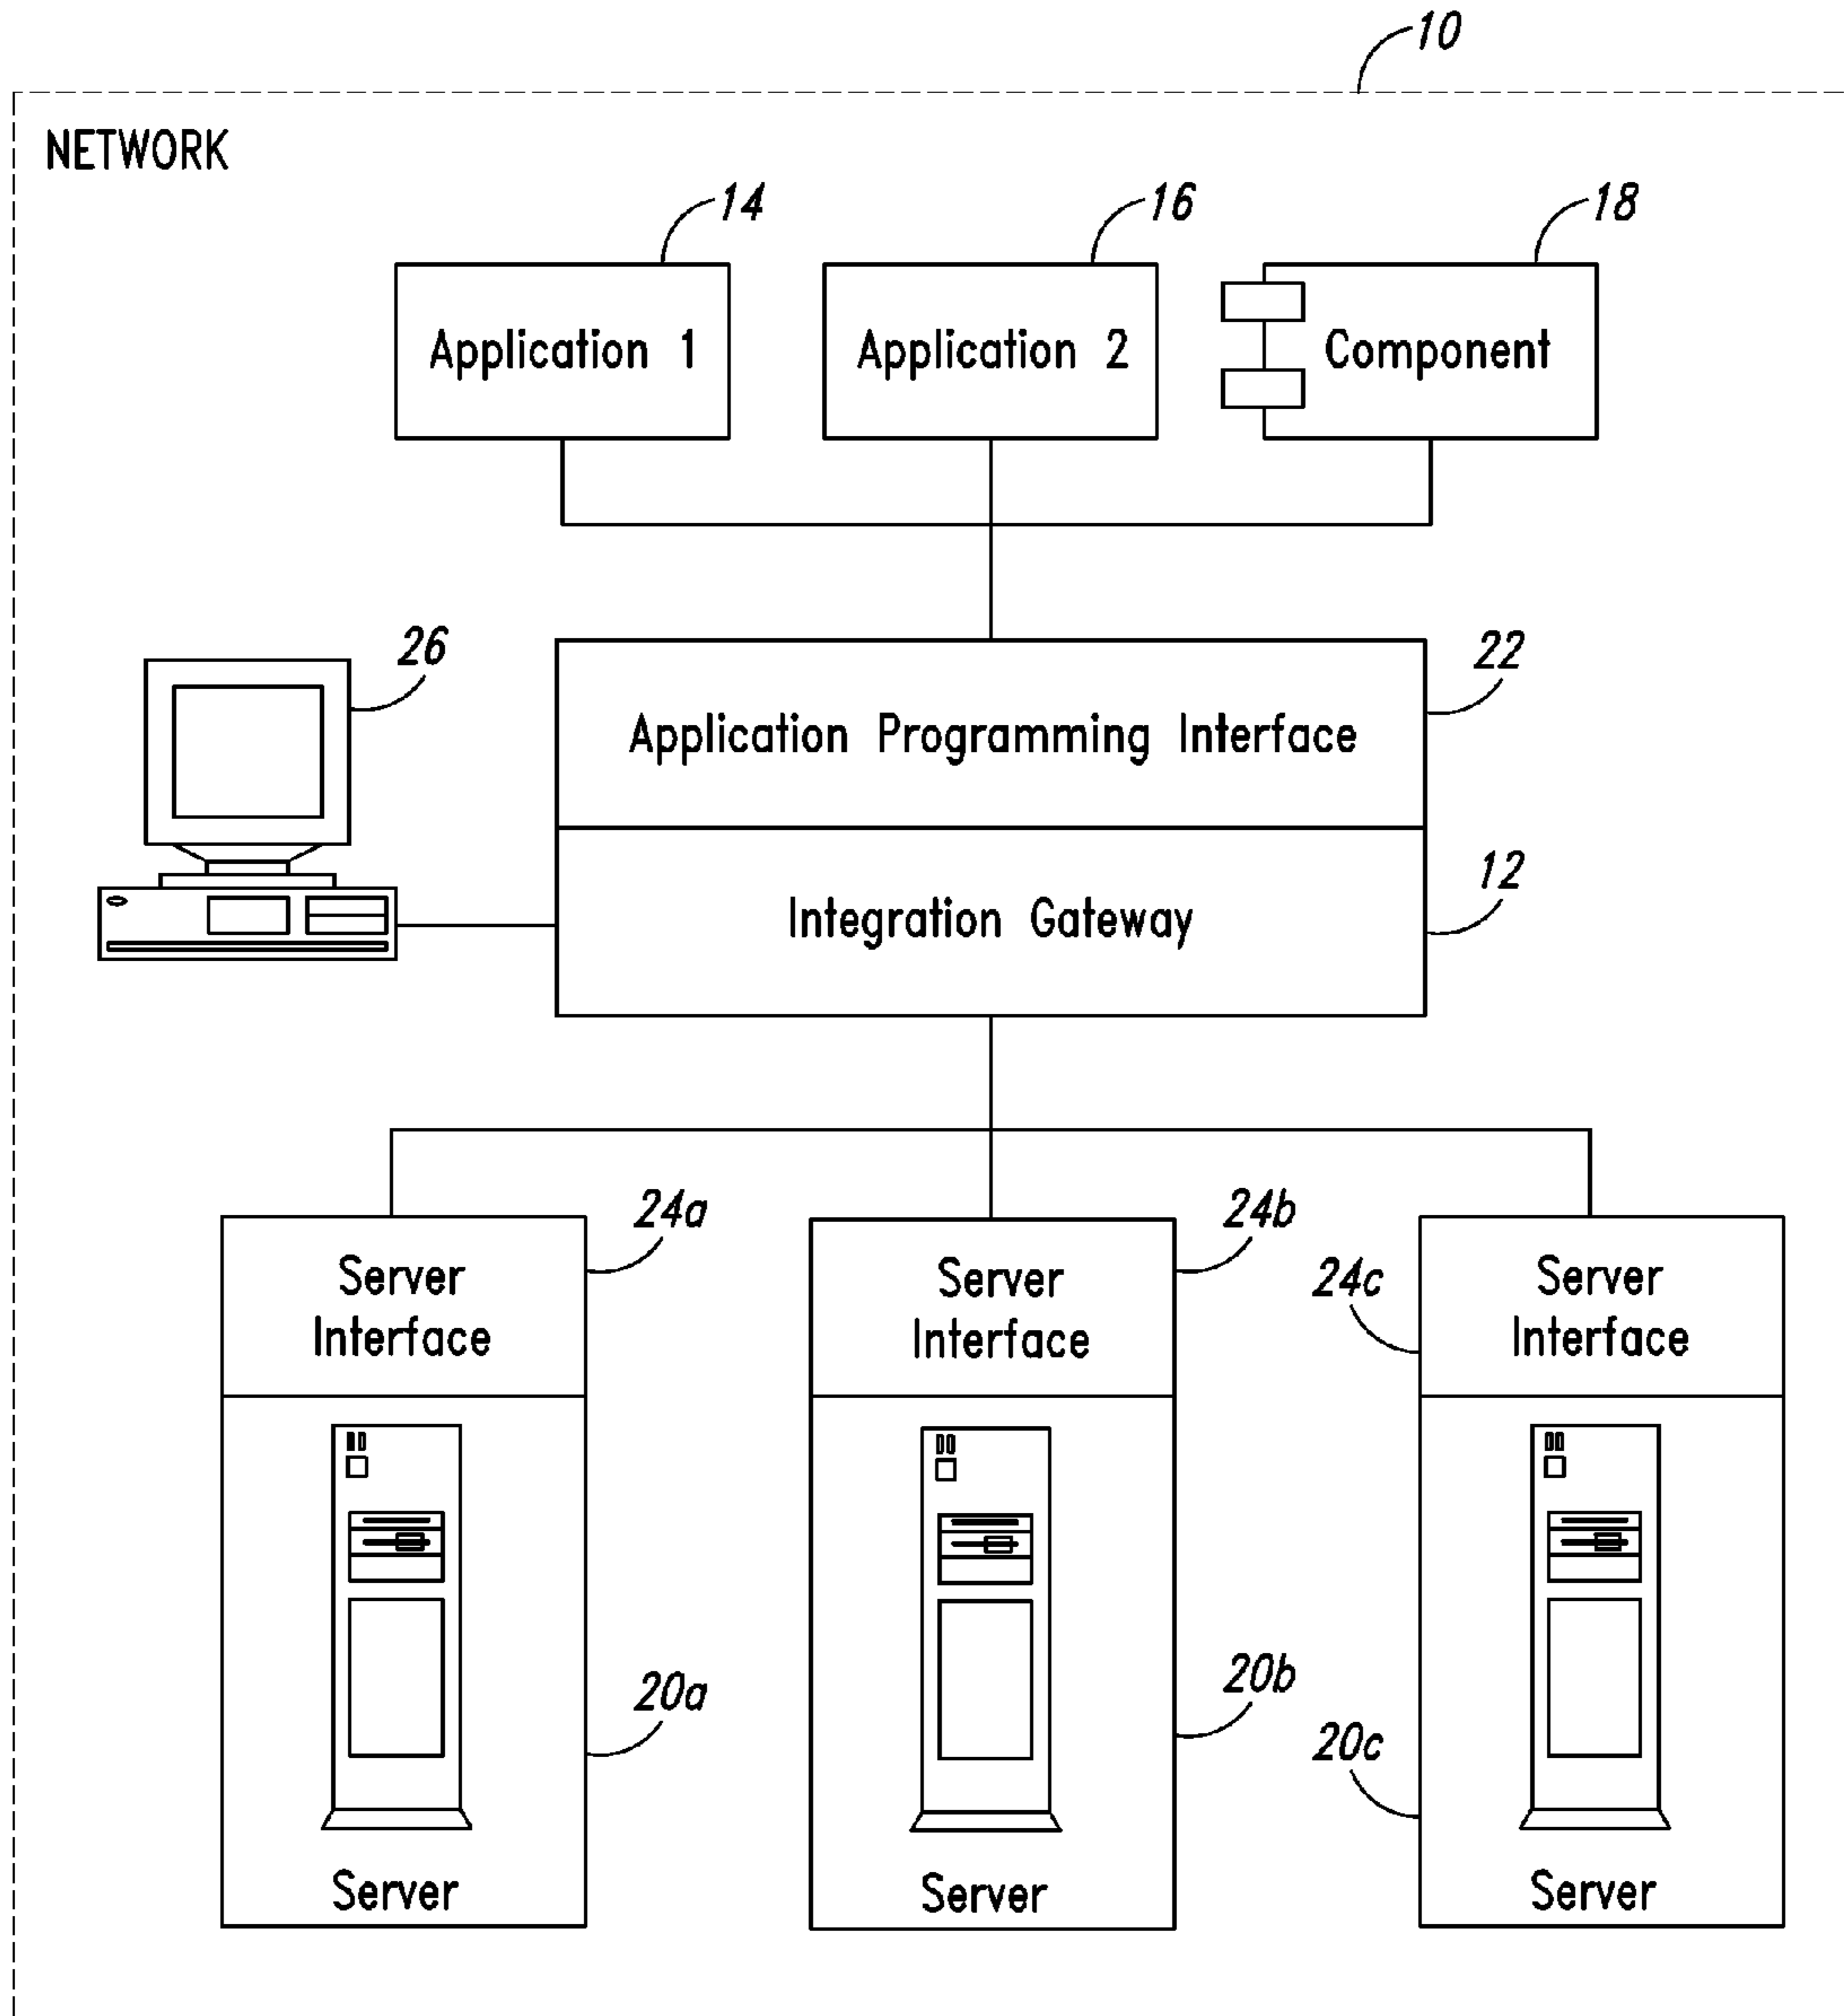 10
NETWORK
14
16
18
Application 1
Application 2
Component
26
22
Application Programming Interface
12
Integration Gateway
24a
24b
24c
Server
Interface
Server
Interface
Server
Interface
20a
20b
20c
Server
Server
Server